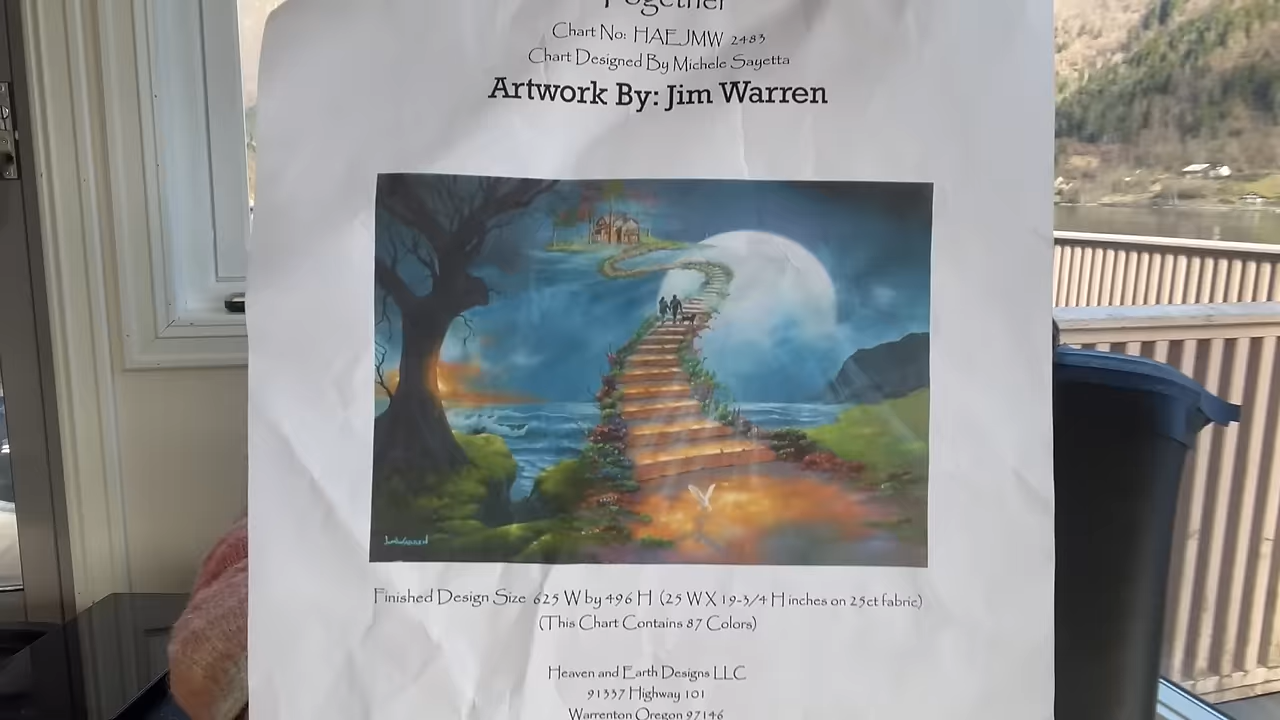 Together
Chart No: HAEJMW 2483
Chart Designed By Michele Sayetta
Artwork By: Jim Warren
Finished Design Size 625 W by 496 H (25 W X 19-3/4 H inches on 25ct fabric)
(This Chart Contains 87 Colors)
Heaven and Earth Designs LLC
91337 Highway 101
Warrenton Oregon 97146